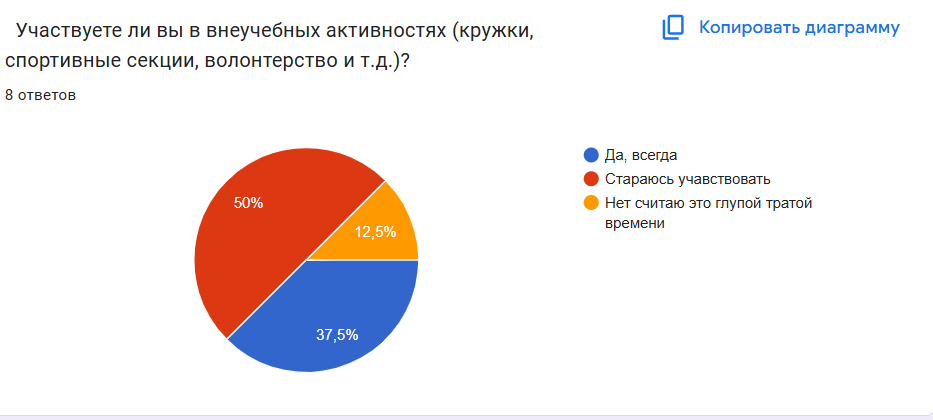 Участвуете ли вы в внеучебных активностях (кружки,
спортивные секции, волонтерство и т.д.)?
Копировать диаграмму
8 ответов
50%
12,5%
37,5%
Да, всегда
Стараюсь учавствовать
Нет считаю это глупой тратой
времени